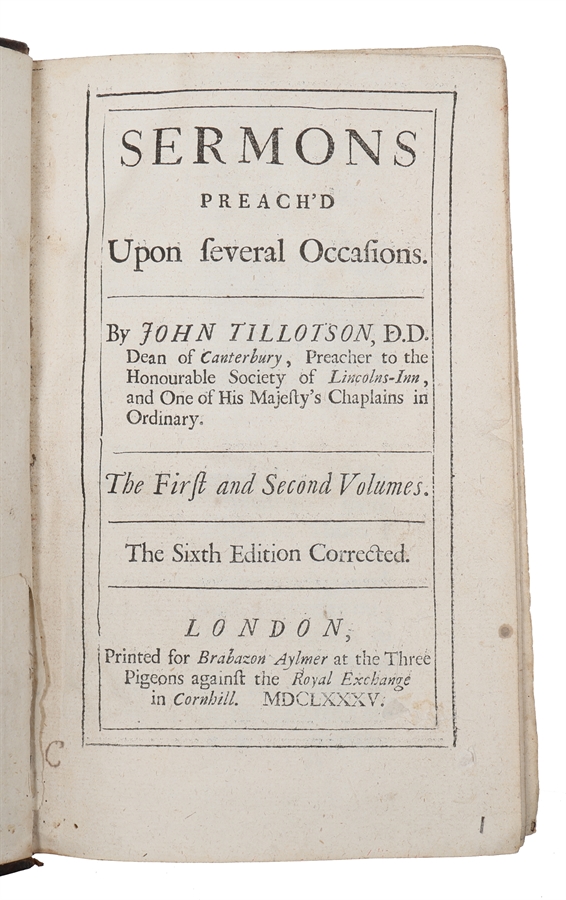 SERMONS
PREACH'D
Upon ſeveral Occaſions.
By JOHN TILLOTSON, D.D.
Dean of Canterbury, Preacher to the
Honourable Society of Lincolns-Inn,
and One of His Majeſty's Chaplains in
Ordinary.
The Firſt and Second Volumes.
The Sixth Edition Corrected.
LONDON,
Printed for Brabazon Aylmer at the Three
Pigeons againſt the Royal Exchange
in Cornhill. MDCLXXXV.
C
1